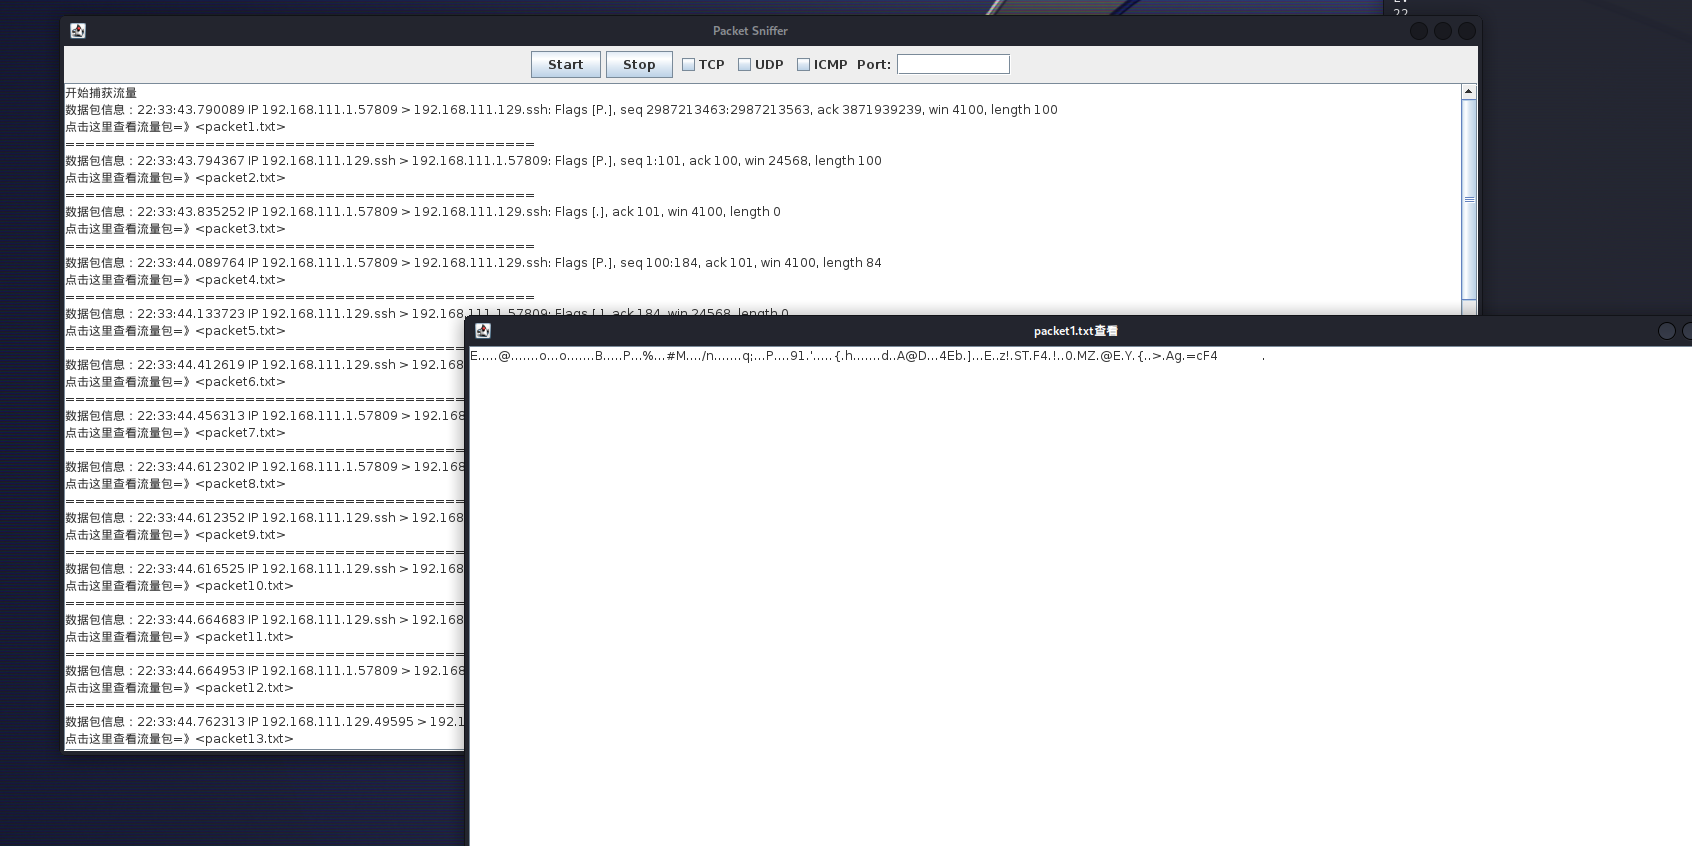 22
Packet Sniffer
Start Stop TCP UDP ICMP Port:
开始捕获流量
数据包信息：22:33:43.790089 IP 192.168.111.1.57809 > 192.168.111.129.ssh: Flags [P.], seq 2987213463:2987213563, ack 3871939239, win 4100, length 100
点击这里查看流量包=》<packet1.txt>
===============================================
数据包信息：22:33:43.794367 IP 192.168.111.129.ssh > 192.168.111.1.57809: Flags [P.], seq 1:101, ack 100, win 24568, length 100
点击这里查看流量包=》<packet2.txt>
===============================================
数据包信息：22:33:43.835252 IP 192.168.111.1.57809 > 192.168.111.129.ssh: Flags [.], ack 101, win 4100, length 0
点击这里查看流量包=》<packet3.txt>
===============================================
数据包信息：22:33:44.089764 IP 192.168.111.1.57809 > 192.168.111.129.ssh: Flags [P.], seq 100:184, ack 101, win 4100, length 84
点击这里查看流量包=》<packet4.txt>
===============================================
数据包信息：22:33:44.133723 IP 192.168.111.129.ssh > 192.168.111.1.57809: Flags [.], ack 184, win 24568, length 0
点击这里查看流量包=》<packet5.txt>
========================================
数据包信息：22:33:44.412619 IP 192.168.111.129.ssh > 192.168
点击这里查看流量包=》<packet6.txt>
========================================
数据包信息：22:33:44.456313 IP 192.168.111.1.57809 > 192.168
点击这里查看流量包=》<packet7.txt>
========================================
数据包信息：22:33:44.612302 IP 192.168.111.1.57809 > 192.168
点击这里查看流量包=》<packet8.txt>
========================================
数据包信息：22:33:44.612352 IP 192.168.111.129.ssh > 192.168
点击这里查看流量包=》<packet9.txt>
========================================
数据包信息：22:33:44.616525 IP 192.168.111.129.ssh > 192.168
点击这里查看流量包=》<packet10.txt>
========================================
数据包信息：22:33:44.664683 IP 192.168.111.129.ssh > 192.168
点击这里查看流量包=》<packet11.txt>
========================================
数据包信息：22:33:44.664953 IP 192.168.111.1.57809 > 192.168
点击这里查看流量包=》<packet12.txt>
========================================
数据包信息：22:33:44.762313 IP 192.168.111.129.49595 > 192.1
点击这里查看流量包=》<packet13.txt>
packet1.txt查看
E.....@.......o...o.......B.....P...%...#M..../n.......q;...P....91.'.....{.h.......d..A@D...4Eb.]...E..z!.ST.F4.!..0.MZ.@E.Y.{..>.Ag.=cF4 .